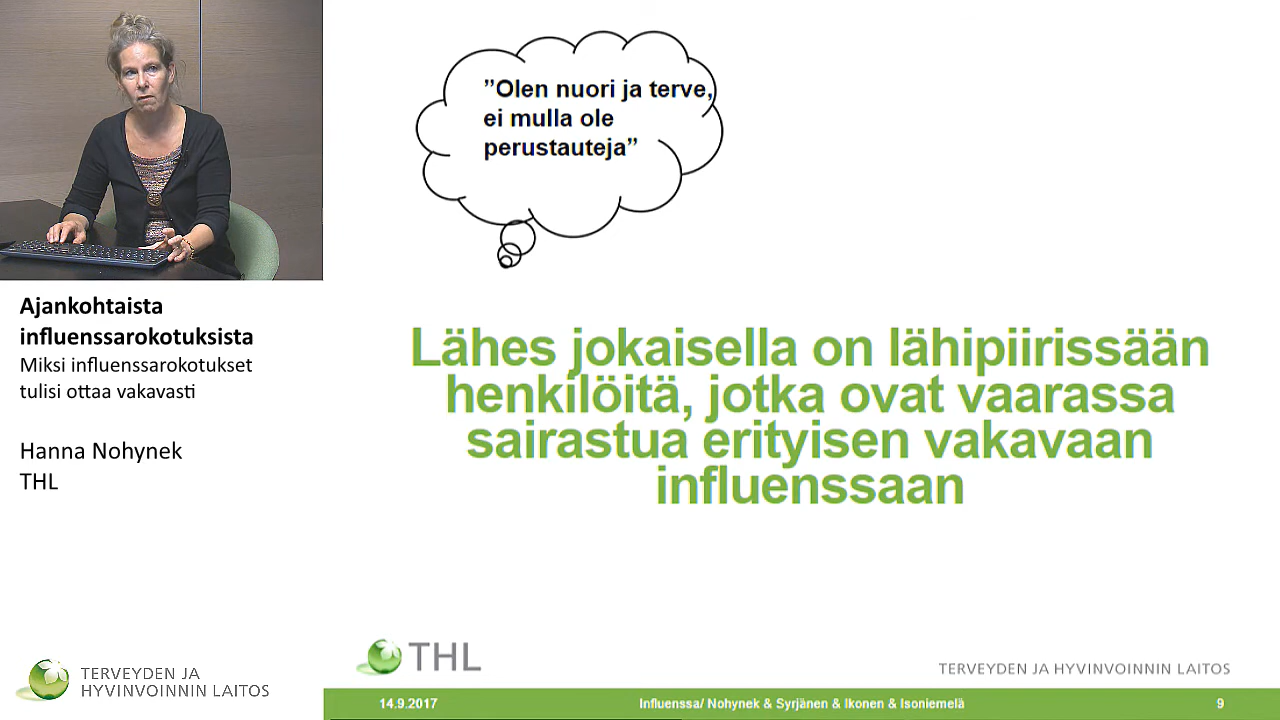 Ajankohtaista
influenssarokotuksista
Miksi influenssarokotukset
tulisi ottaa vakavasti
Hanna Nohynek
THL
TERVEYDEN JA
HYVINVOINNIN LAITOS
”Olen nuori ja terve,
ei mulla ole
perustauteja”
Lähes jokaisella on lähipiirissään
henkilöitä, jotka ovat vaarassa
sairastua erityisen vakavaan
influenssaan
THL
TERVEYDEN JA HYVINVOINNIN LAITOS
14.9.2017
Influenssa/ Nohynek & Syrjänen & Ikonen & Isoniemelä
9